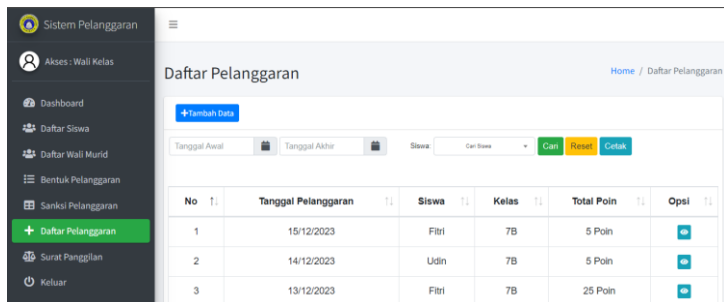 Sistem Pelanggaran
Akses : Wali Kelas
Dashboard
Daftar Siswa
Daftar Wali Murid
Bentuk Pelanggaran
Sanksi Pelanggaran
Daftar Pelanggaran
Surat Panggilan
Keluar
Daftar Pelanggaran
Home / Daftar Pelanggaran
+Tambah Data
Tanggal Awal Tanggal Akhir Siswa: Cari Siswa Cari Reset Cetak
No Tanggal Pelanggaran Siswa Kelas Total Poin Opsi
1 15/12/2023 Fitri 7B 5 Poin
2 14/12/2023 Udin 7B 5 Poin
3 13/12/2023 Fitri 7B 25 Poin